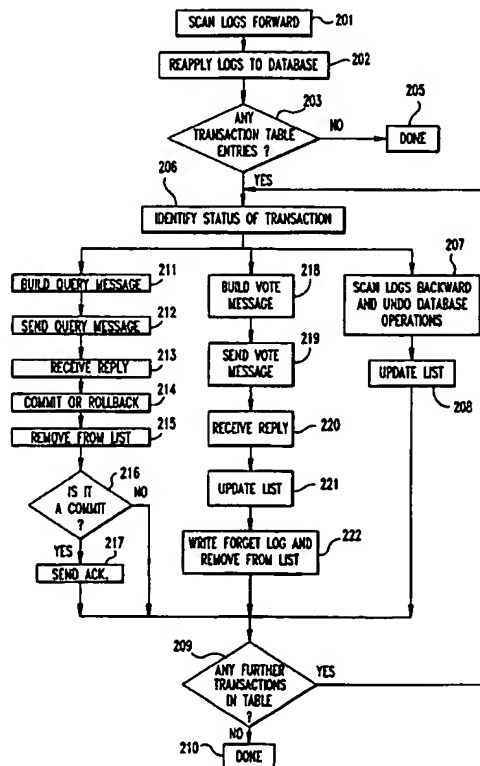 SCAN LOGS FORWARD
201
REAPPLY LOGS TO DATABASE
202
203
ANY
TRANSACTION TABLE
ENTRIES ?
NO
205
DONE
YES
206
IDENTIFY STATUS OF TRANSACTION
211
BUILD QUERY MESSAGE
212
SEND QUERY MESSAGE
213
RECEIVE REPLY
214
COMMIT OR ROLLBACK
215
REMOVE FROM LIST
216
IS IT
A COMMIT
?
NO
YES
217
SEND ACK,
218
BUILD VOTE
MESSAGE
219
SEND VOTE
MESSAGE
220
RECEIVE REPLY
UPDATE LIST
221
WRITE FORGET LOG AND
REMOVE FROM LIST
222
207
SCAN LOGS BACKWARD
AND UNDO DATABASE
OPERATIONS
UPDATE LIST
208
209
ANY FURTHER
TRANSACTIONS
IN TABLE
?
YES
NO
210
DONE